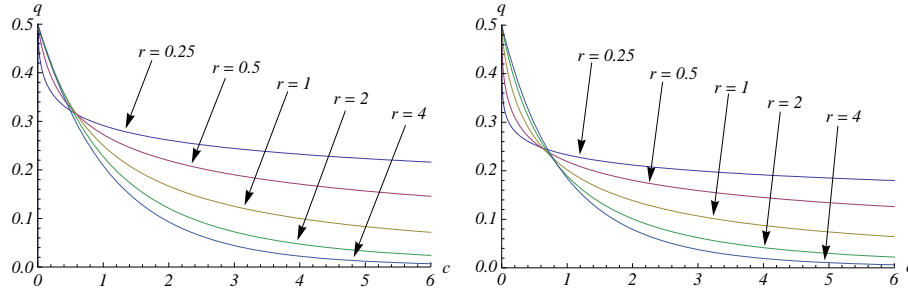 q
0.5
0.4
0.3
0.2
0.1
0.0
0
1
2
3
4
5
6
c
r = 0.25
r = 0.5
r = 1
r = 2
r = 4
q
0.5
0.4
0.3
0.2
0.1
0.0
0
1
2
3
4
5
6
r = 0.25
r = 0.5
r = 1
r = 2
r = 4